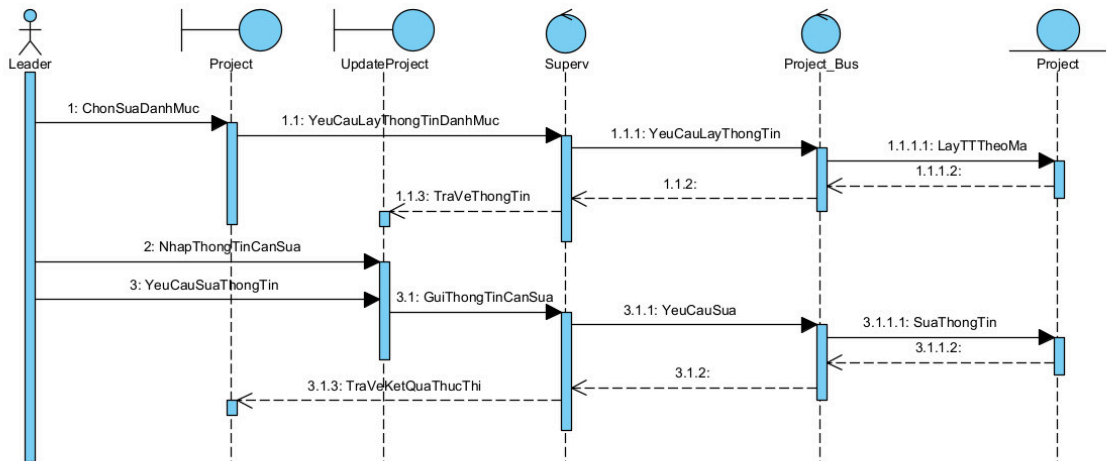 Leader
Project
UpdateProject
Superv
Project_Bus
Project
1: ChonSuaDanhMuc
1.1: YeuCauLayThongTinDanhMuc
1.1.1: YeuCauLayThongTin
1.1.1.1: LayTTTheoMa
1.1.1.2:
1.1.2:
1.1.3: TraVeThongTin
2: NhapThongTinCanSua
3: YeuCauSuaThongTin
3.1: GuiThongTinCanSua
3.1.1: YeuCauSua
3.1.1.1: SuaThongTin
3.1.1.2:
3.1.2:
3.1.3: TraVeKetQuaThucThi